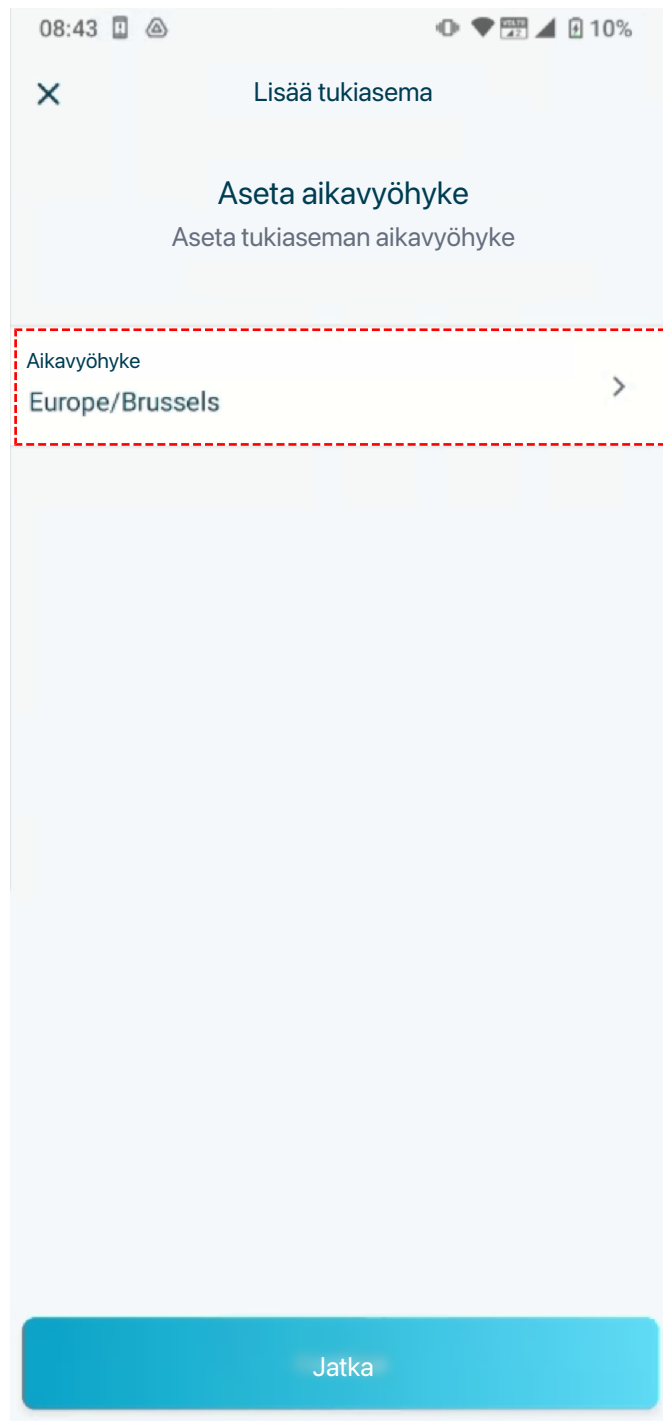 08:43 10%
Lisää tukiasema
Aseta aikavyöhyke
Aseta tukiaseman aikavyöhyke
Aikavyöhyke
Europe/Brussels
Jatka